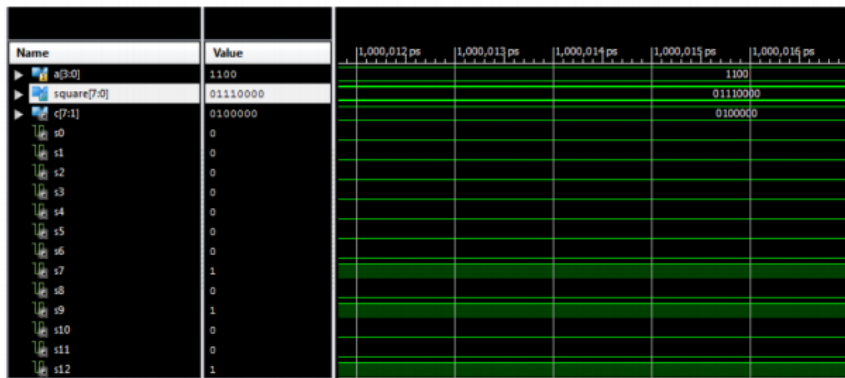 Name Value 1,000,012 ps 1,000,013 ps 1,000,014 ps 1,000,015 ps 1,000,016 ps
a[3:0] 1100 1100
square[7:0] 01110000 01110000
c[7:1] 0100000 0100000
s0 0
s1 0
s2 0
s3 0
s4 0
s5 0
s6 0
s7 1
s8 0
s9 1
s10 0
s11 0
s12 1